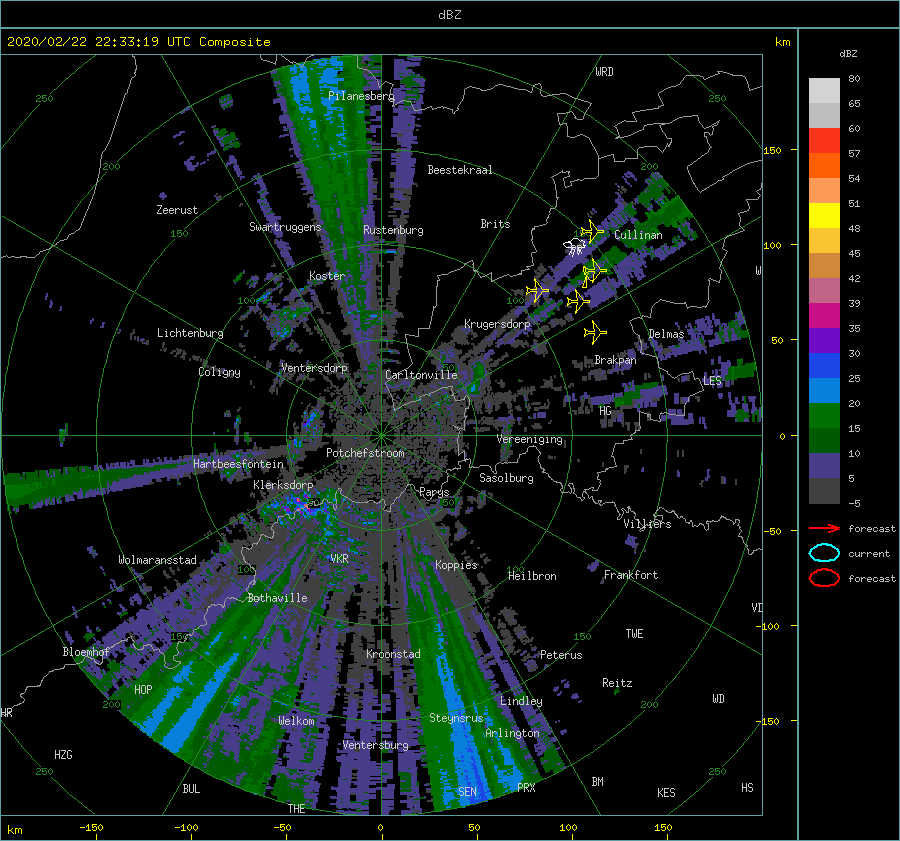 dBZ
2020/02/22 22:33:19 UTC Composite
km
dBZ
WRD
250
250
Pilanesberg
80
65
60
57
54
51
48
45
42
39
35
30
25
20
15
10
5
-5
150
200
200
Beestekraal
Zeerust
150
Swartruggens
Rustenburg
Brits
Cullinan
100
W
Koster
100
100
Lichtenburg
Krugersdorp
Delmas
50
Coligny
Ventersdorp
Carltonville
Brakpan
LES
HG
0
Vereeniging
Potchefstroom
Hartbeesfontein
Klerksdorp
Sasolburg
Parys
50
Villiers
-50
forecast
current
forecast
Wolmaransstad
VKR
Koppies
100
100
Heilbron
Frankfort
Bothaville
VI
-100
150
150
TWE
Bloemhof
Kroonstad
Peterus
Reitz
HOP
WD
200
200
Lindley
HR
Welkom
Steynsrus
-150
Arlington
Ventersburg
HZG
250
250
BUL
SEN
PRX
BM
KES
HS
THE
km
-150
-100
-50
0
50
100
150